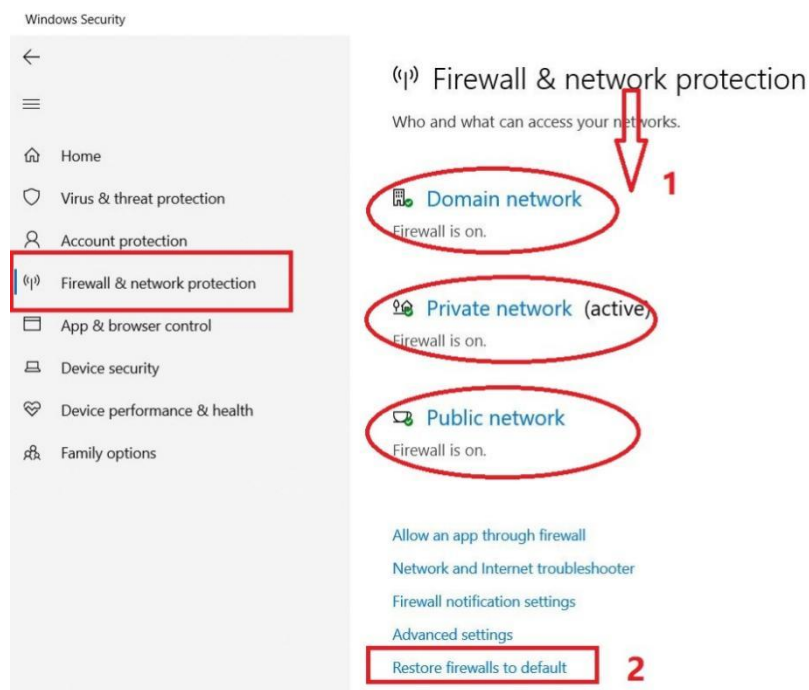 Windows Security
Home
Virus & threat protection
Account protection
Firewall & network protection
App & browser control
Device security
Device performance & health
Family options
Firewall & network protection
Who and what can access your networks.
1
Domain network
Firewall is on.
Private network (active)
Firewall is on.
Public network
Firewall is on.
Allow an app through firewall
Network and Internet troubleshooter
Firewall notification settings
Advanced settings
Restore firewalls to default
2